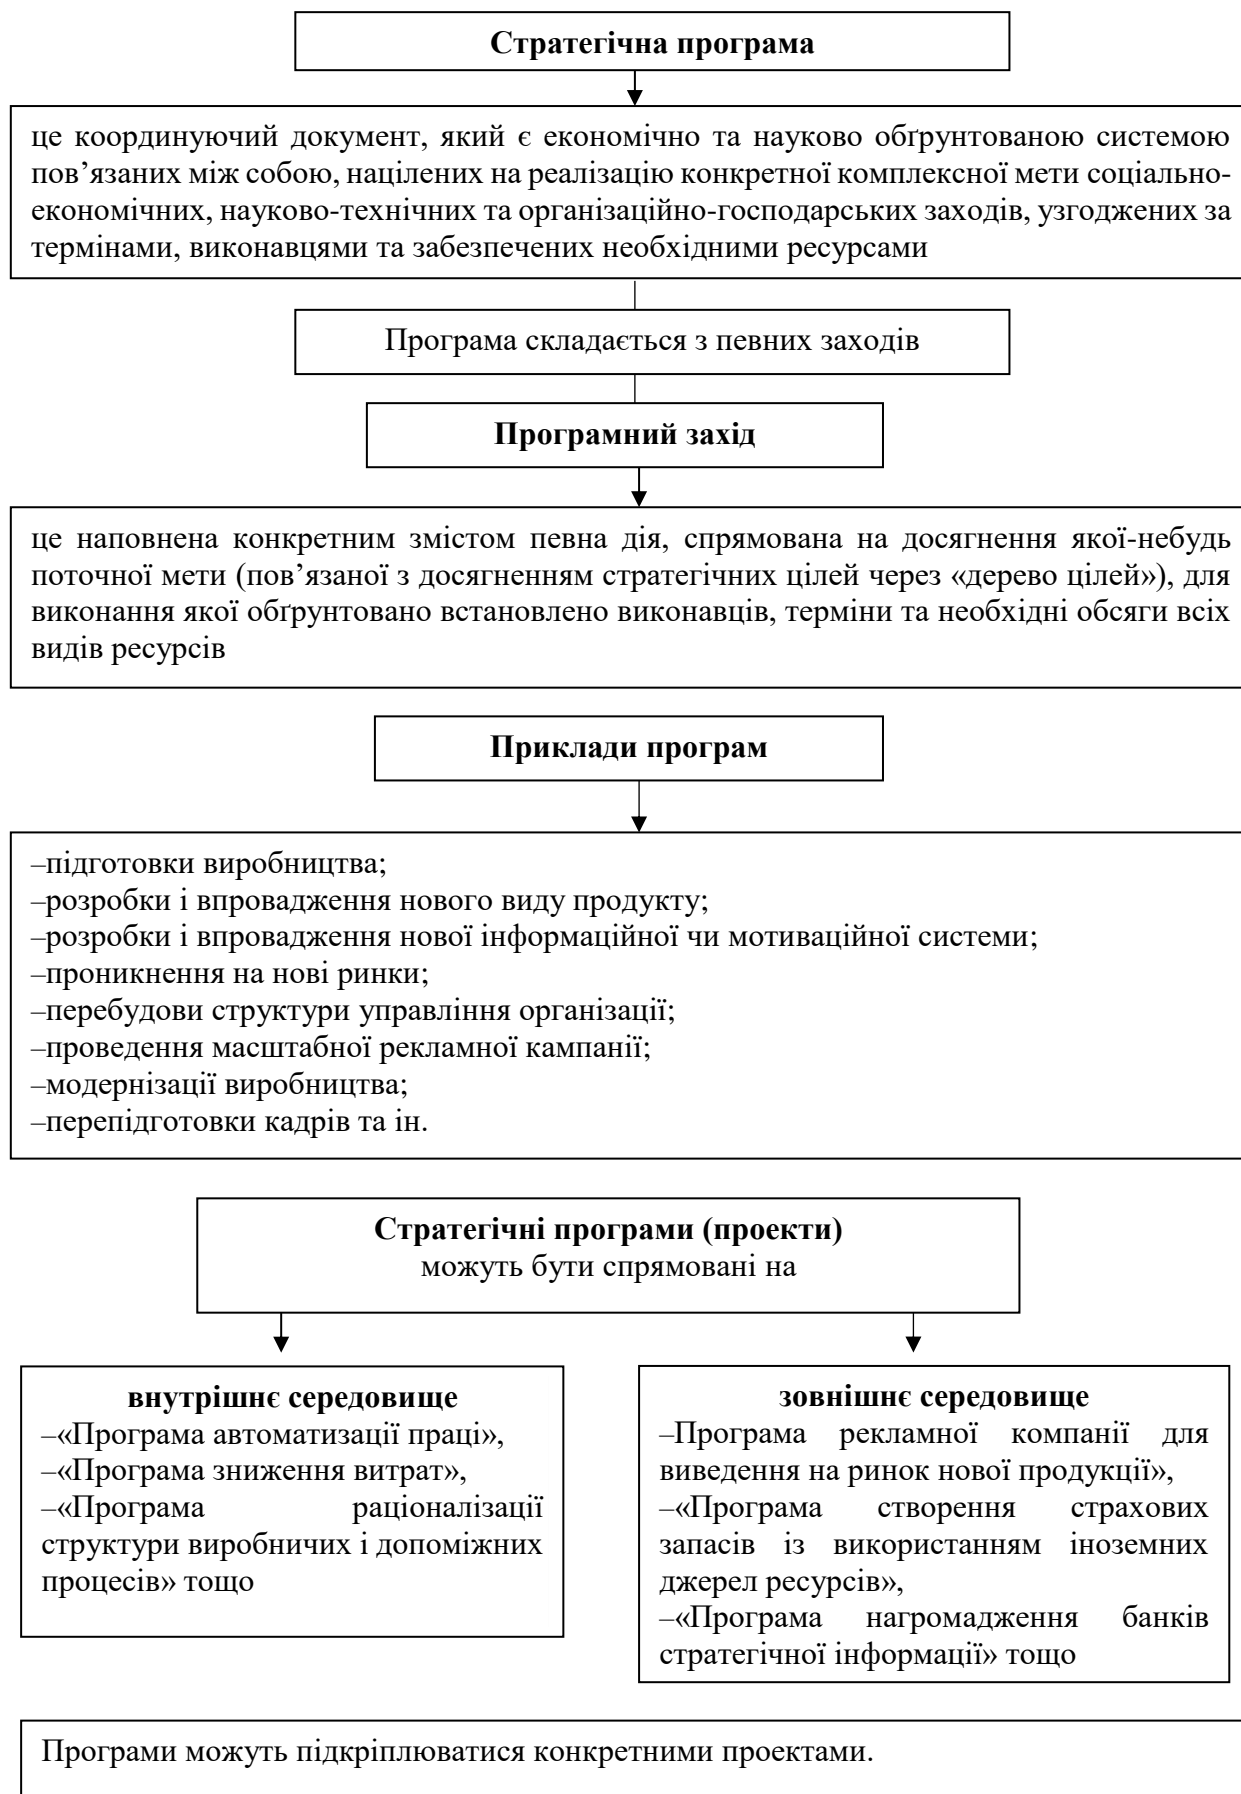 Стратегічна програма
це координуючий документ, який є економічно та науково обґрунтованою системою
пов’язаних між собою, націлених на реалізацію конкретної комплексної мети соціально-
економічних, науково-технічних та організаційно-господарських заходів, узгоджених за
термінами, виконавцями та забезпечених необхідними ресурсами
Програма складається з певних заходів
Програмний захід
це наповнена конкретним змістом певна дія, спрямована на досягнення якої-небудь
поточної мети (пов’язаної з досягненням стратегічних цілей через «дерево цілей»), для
виконання якої обґрунтовано встановлено виконавців, терміни та необхідні обсяги всіх
видів ресурсів
Приклади програм
–підготовки виробництва;
–розробки і впровадження нового виду продукту;
–розробки і впровадження нової інформаційної чи мотиваційної системи;
–проникнення на нові ринки;
–перебудови структури управління організації;
–проведення масштабної рекламної кампанії;
–модернізації виробництва;
–перепідготовки кадрів та ін.
Стратегічні програми (проекти)
можуть бути спрямовані на
внутрішнє середовище
–«Програма автоматизації праці»,
–«Програма зниження витрат»,
–«Програма раціоналізації
структури виробничих і допоміжних
процесів» тощо
зовнішнє середовище
–Програма рекламної компанії для
виведення на ринок нової продукції»,
–«Програма створення страхових
запасів із використанням іноземних
джерел ресурсів»,
–«Програма нагромадження банків
стратегічної інформації» тощо
Програми можуть підкріплюватися конкретними проектами.